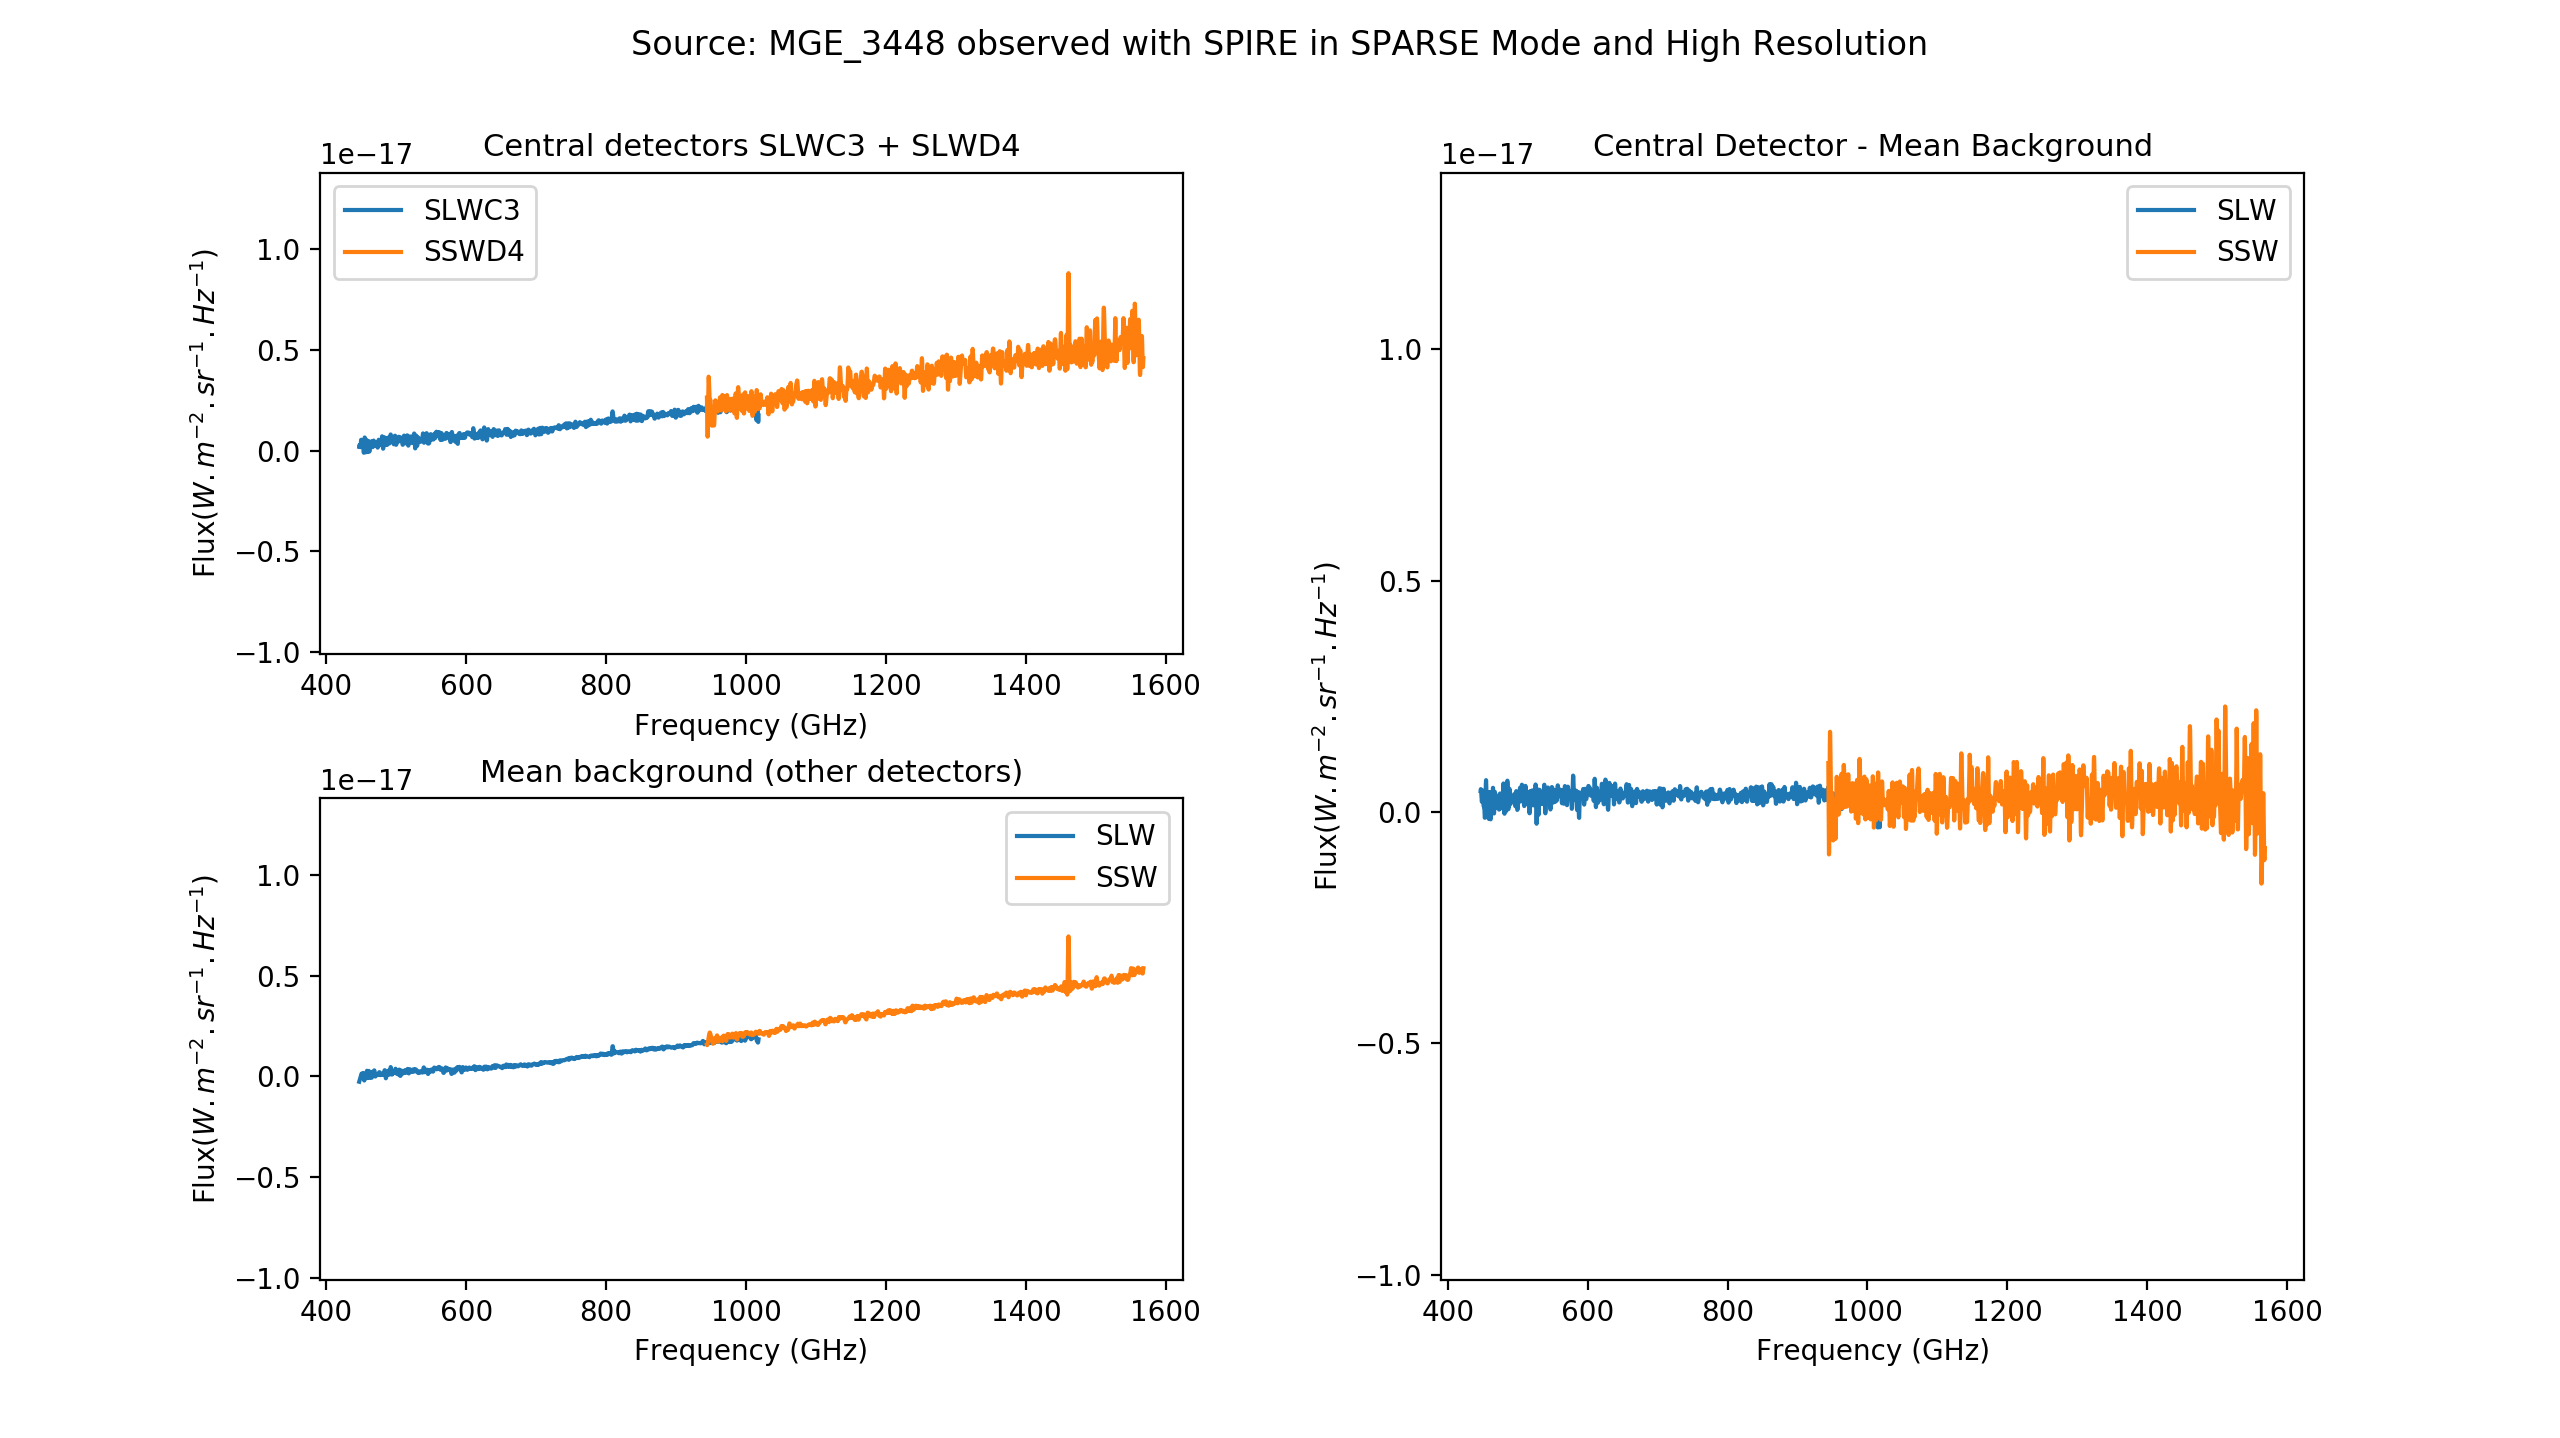 Source: MGE_3448 observed with SPIRE in SPARSE Mode and High Resolution
Central detectors SLWC3 + SLWD4
1e−17
SLWC3
SSWD4
1.0
0.5
0.0
−0.5
−1.0
Flux(W.m⁻².sr⁻¹.Hz⁻¹)
400 600 800 1000 1200 1400 1600
Frequency (GHz)
Mean background (other detectors)
1e−17
SLW
SSW
1.0
0.5
0.0
−0.5
−1.0
Flux(W.m⁻².sr⁻¹.Hz⁻¹)
400 600 800 1000 1200 1400 1600
Frequency (GHz)
Central Detector - Mean Background
1e−17
SLW
SSW
1.0
0.5
0.0
−0.5
−1.0
Flux(W.m⁻².sr⁻¹.Hz⁻¹)
400 600 800 1000 1200 1400 1600
Frequency (GHz)